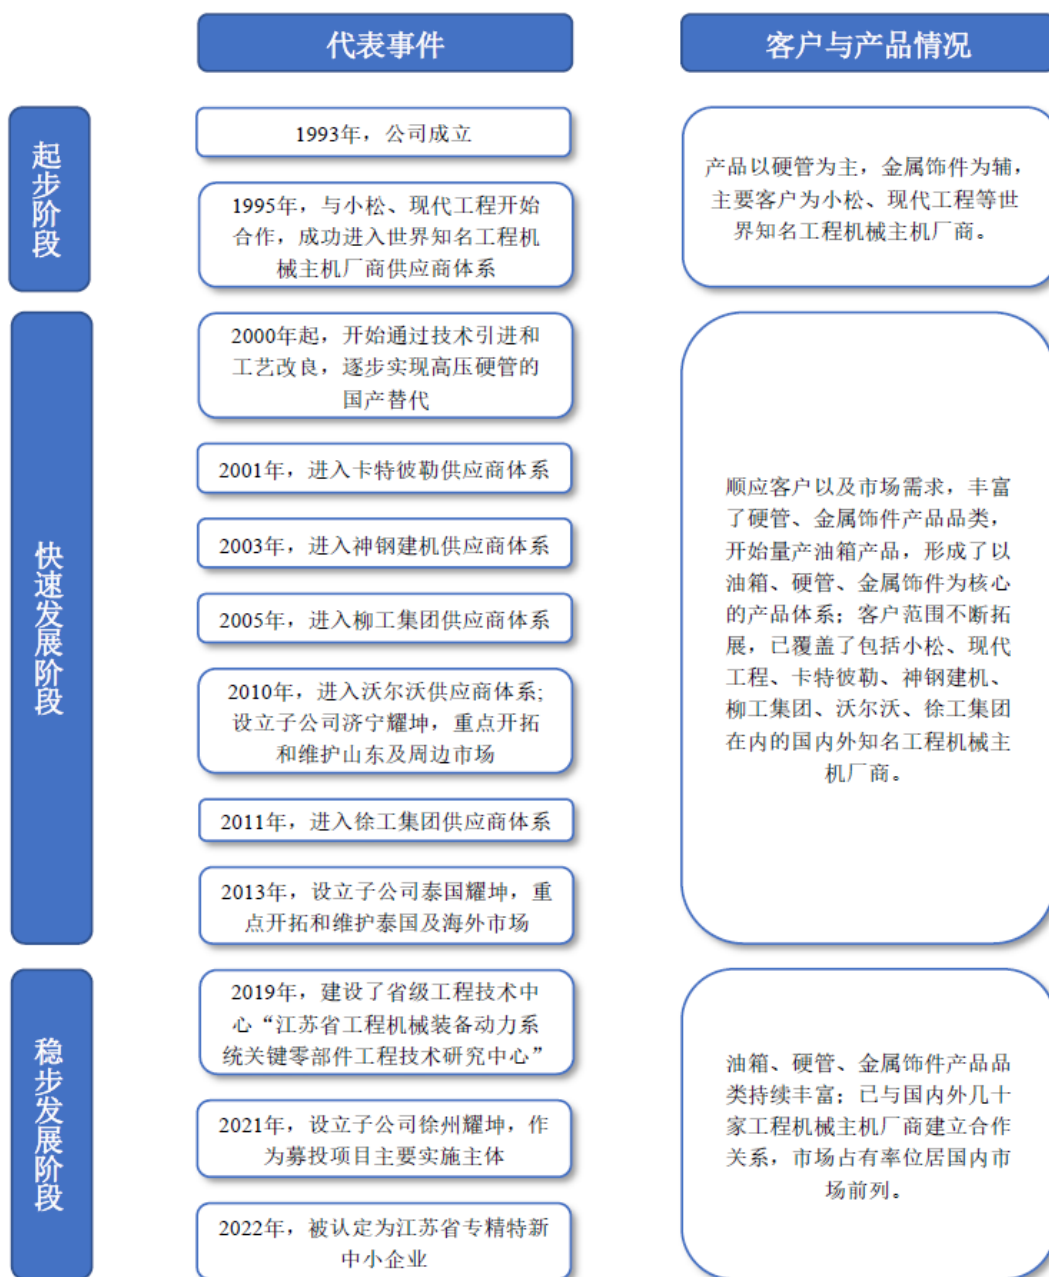 代表事件
客户与产品情况
起步阶段
1993年，公司成立
1995年，与小松、现代工程开始
合作，成功进入世界知名工程机
械主机厂商供应商体系
产品以硬管为主，金属饰件为辅，
主要客户为小松、现代工程等世
界知名工程机械主机厂商。
快速发展阶段
2000年起，开始通过技术引进和
工艺改良，逐步实现高压硬管的
国产替代
2001年，进入卡特彼勒供应商体系
2003年，进入神钢建机供应商体系
2005年，进入柳工集团供应商体系
2010年，进入沃尔沃供应商体系;
设立子公司济宁耀坤，重点开拓
和维护山东及周边市场
2011年，进入徐工集团供应商体系
2013年，设立子公司泰国耀坤，重
点开拓和维护泰国及海外市场
顺应客户以及市场需求，丰富
了硬管、金属饰件产品品类，
开始量产油箱产品，形成了以
油箱、硬管、金属饰件为核心
的产品体系；客户范围不断拓
展，已覆盖了包括小松、现代
工程、卡特彼勒、神钢建机、
柳工集团、沃尔沃、徐工集团
在内的国内外知名工程机械主
机厂商。
稳步发展阶段
2019年，建设了省级工程技术中
心“江苏省工程机械装备动力系
统关键零部件工程技术研究中心”
2021年，设立子公司徐州耀坤，作
为募投项目主要实施主体
2022年，被认定为江苏省专精特新
中小企业
油箱、硬管、金属饰件产品品
类持续丰富；已与国内外几十
家工程机械主机厂商建立合作
关系，市场占有率位居国内市
场前列。